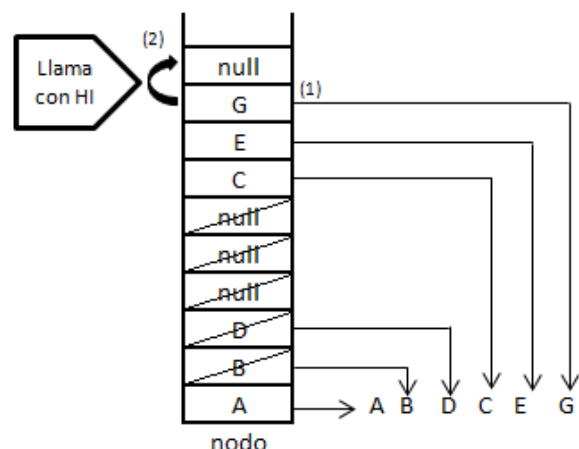 Llama
con HI
(2)
null
G
(1)
E
C
null
null
null
D
B
A
A B D C E G
nodo